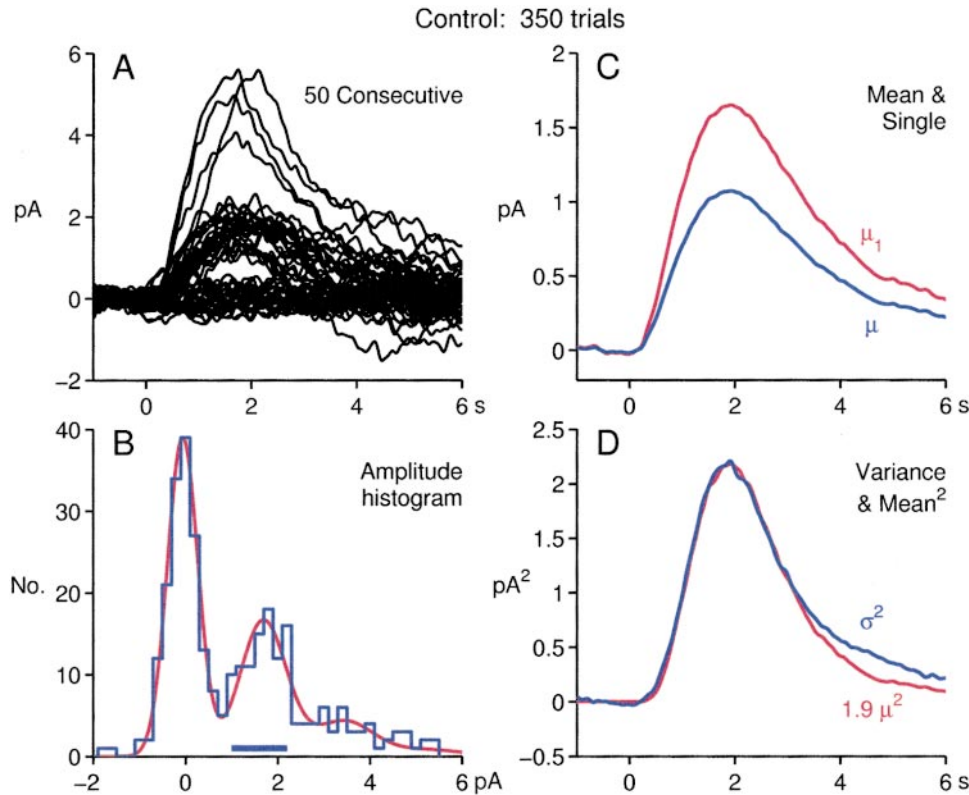 Control: 350 trials
A
50 Consecutive
pA
6
4
2
0
−2
0
2
4
6 s
C
Mean &
Single
pA
2
1.5
1
0.5
0
μ1
μ
0
2
4
6 s
B
Amplitude
histogram
No.
40
30
20
10
0
−2
0
2
4
pA
D
Variance
& Mean²
pA²
2.5
2
1.5
1
0.5
0
−0.5
σ²
1.9 μ²
0
2
4
6 s